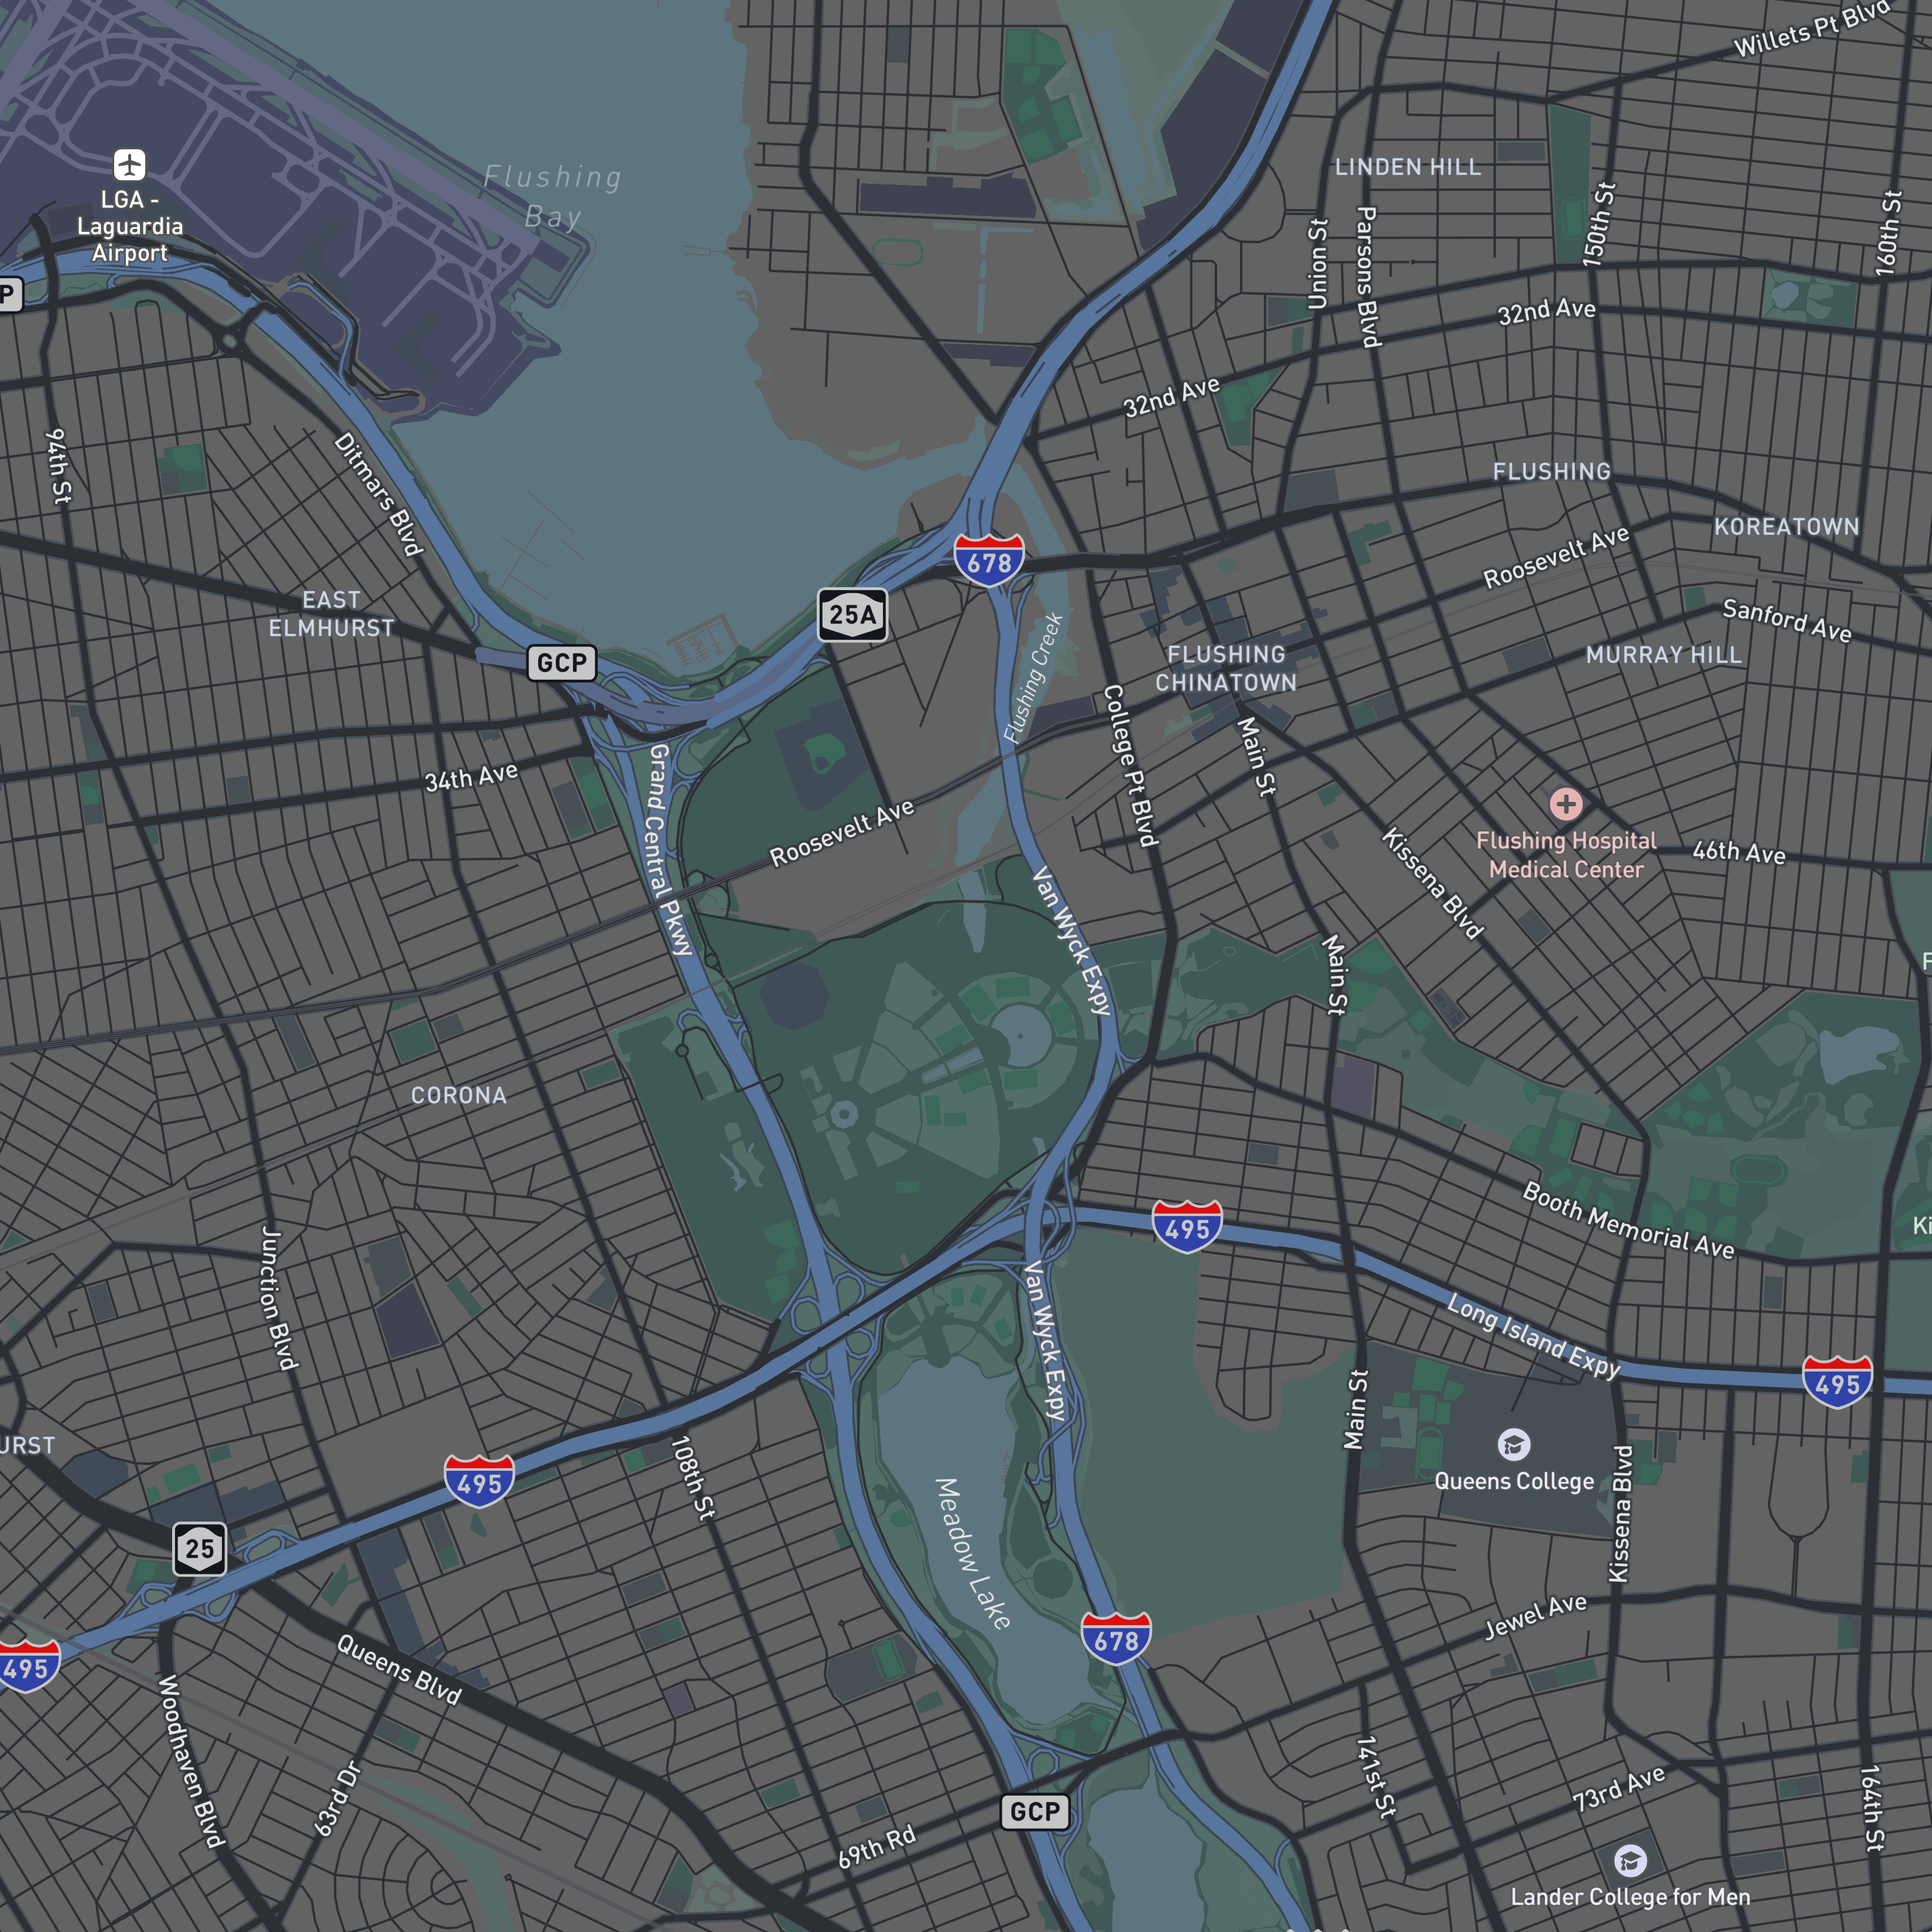 Willets Pt Blvd
LGA -
Laguardia
Airport
Flushing
Bay
LINDEN HILL
Union St
Parsons Blvd
150th St
160th St
P
32nd Ave
32nd Ave
94th St
Ditmars Blvd
FLUSHING
KOREATOWN
Roosevelt Ave
678
25A
EAST
ELMHURST
GCP
Flushing Creek
FLUSHING
CHINATOWN
Sanford Ave
MURRAY HILL
College Pt Blvd
Main St
34th Ave
Grand Central Pkwy
Roosevelt Ave
Flushing Hospital
Medical Center
46th Ave
Kissena Blvd
Van Wyck Expy
Main St
F
CORONA
Junction Blvd
495
Booth Memorial Ave
Ki
Van Wyck Expy
Long Island Expy
495
Main St
URST
108th St
495
Queens College
Kissena Blvd
25
Meadow Lake
Jewel Ave
678
495
Queens Blvd
Woodhaven Blvd
63rd Dr
141st St
73rd Ave
164th St
GCP
69th Rd
Lander College for Men